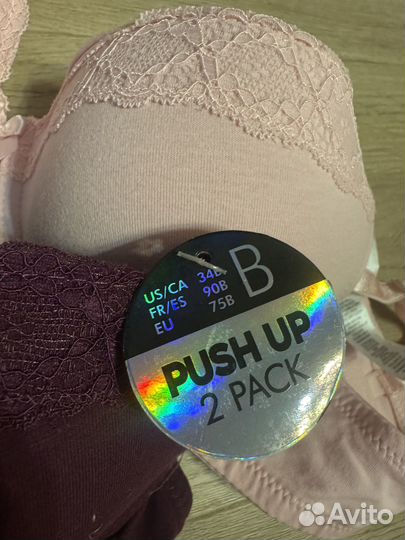 US/CA 34B
FR/ES 90B
EU 75B
B
PUSH UP
2 PACK
Avito